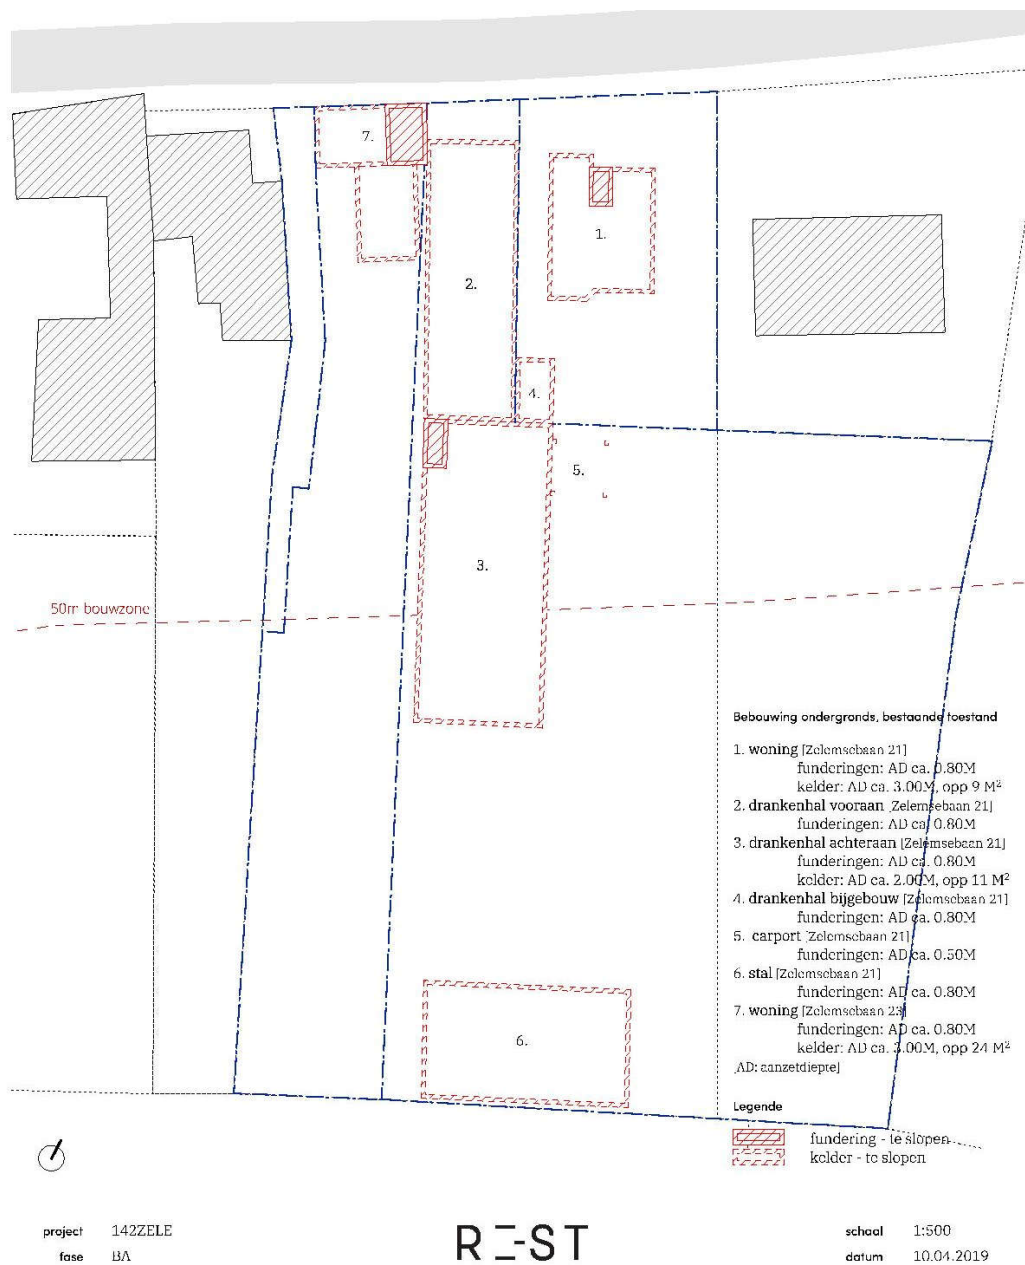 7.
1.
2.
4.
5.
3.
50m bouwzone
Bebouwing ondergronds, bestaande toestand
1. woning [Zelemsebaan 21]
funderingen: AD ca. 0.80M
kelder: AD ca. 3.00M, opp 9 M²
2. drankenhal vooraan [Zelemsebaan 21]
funderingen: AD ca. 0.80M
3. drankenhal achteraan [Zelemsebaan 21]
funderingen: AD ca. 0.80M
kelder: AD ca. 2.00M, opp 11 M²
4. drankenhal bijgebouw [Zelemsebaan 21]
funderingen: AD ca. 0.80M
5. carport [Zelemsebaan 21]
funderingen: AD ca. 0.50M
6. stal [Zelemsebaan 21]
funderingen: AD ca. 0.80M
7. woning [Zelemsebaan 23]
funderingen: AD ca. 0.80M
kelder: AD ca. 3.00M, opp 24 M²
[AD: aanzetdiepte]
6.
Legende
fundering - te slopen
kelder - te slopen
project 142ZELE
fase BA
REST
schaal 1:500
datum 10.04.2019